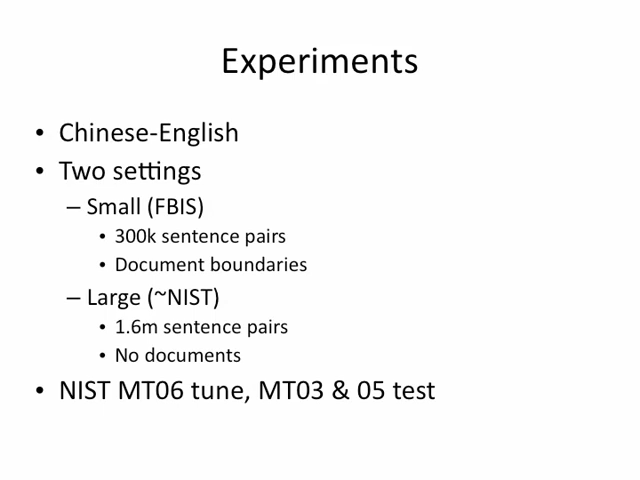 Experiments
• Chinese-English
• Two settings
– Small (FBIS)
• 300k sentence pairs
• Document boundaries
– Large (~NIST)
• 1.6m sentence pairs
• No documents
• NIST MT06 tune, MT03 & 05 test